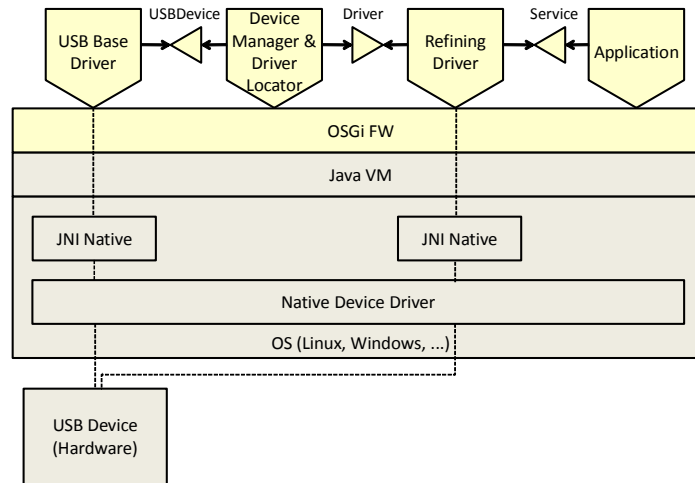 USBDevice
Driver
Service
USB Base
Driver
Device
Manager &
Driver
Locator
Refining
Driver
Application
OSGi FW
Java VM
JNI Native
JNI Native
Native Device Driver
OS (Linux, Windows, ...)
USB Device
(Hardware)